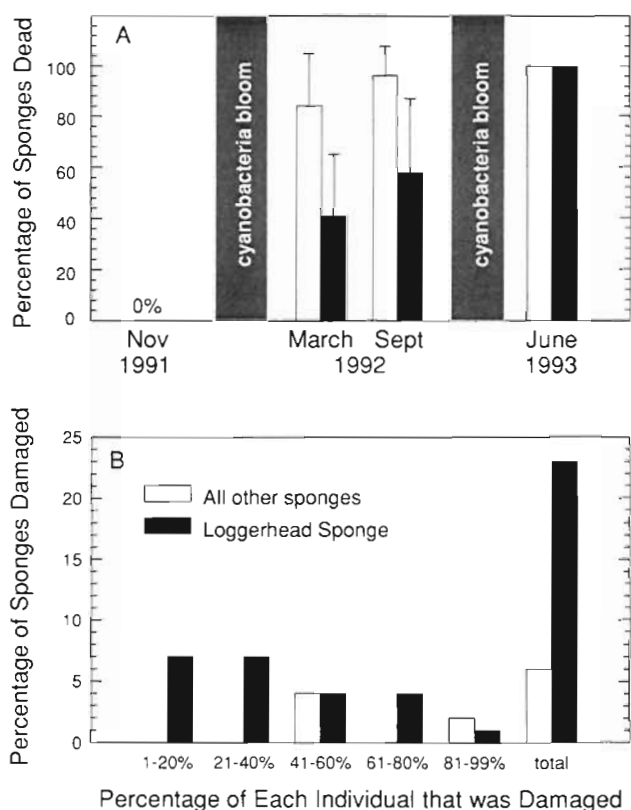 A
Percentage of Sponges Dead
100
80
60
40
20
0
0%
cyanobacteria bloom
cyanobacteria bloom
Nov
1991
March
Sept
1992
June
1993
B
Percentage of Sponges Damaged
25
20
15
10
5
0
All other sponges
Loggerhead Sponge
1-20% 21-40% 41-60% 61-80% 81-99% total
Percentage of Each Individual that was Damaged